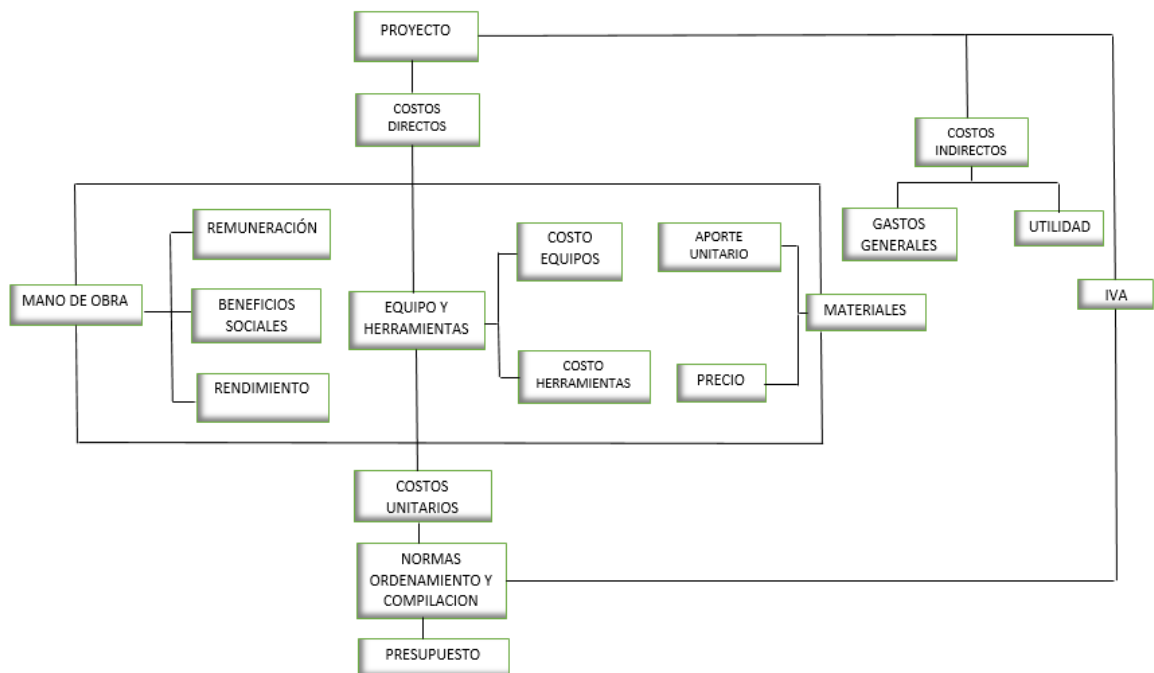 PROYECTO
COSTOS
DIRECTOS
COSTOS
INDIRECTOS
GASTOS
GENERALES
UTILIDAD
REMUNERACIÓN
COSTO
EQUIPOS
APORTE
UNITARIO
MANO DE OBRA
BENEFICIOS
SOCIALES
EQUIPO Y
HERRAMIENTAS
MATERIALES
IVA
RENDIMIENTO
COSTO
HERRAMIENTAS
PRECIO
COSTOS
UNITARIOS
NORMAS
ORDENAMIENTO Y
COMPILACION
PRESUPUESTO